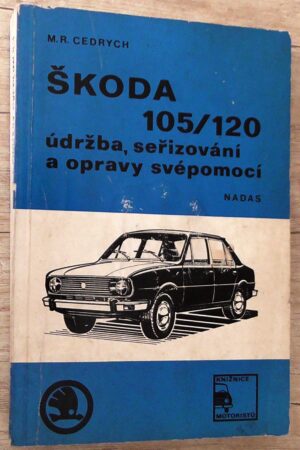 M. R. CEDRYCH
ŠKODA
105/120
údržba, seřizování
a opravy svépomocí
NADAS
KNIŽNICE
MOTORISTŮ